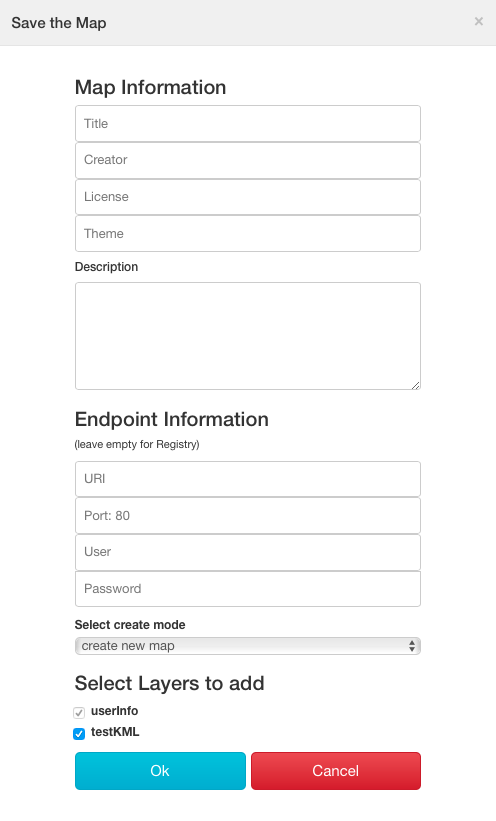 Save the Map
×
Map Information
Title
Creator
License
Theme
Description
Endpoint Information
(leave empty for Registry)
URI
Port: 80
User
Password
Select create mode
create new map
Select Layers to add
userInfo
testKML
Ok
Cancel